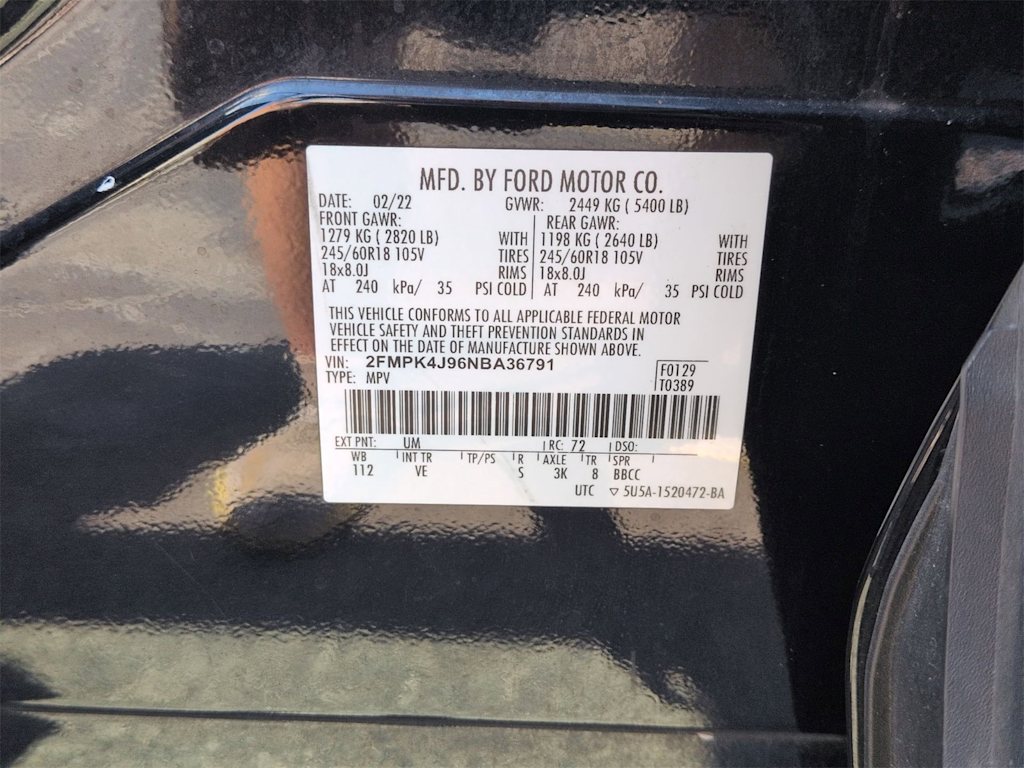 MFD. BY FORD MOTOR CO.
DATE: 02/22 GVWR: 2449 KG ( 5400 LB)
FRONT GAWR: REAR GAWR:
1279 KG ( 2820 LB) WITH 1198 KG ( 2640 LB) WITH
245/60R18 105V TIRES 245/60R18 105V TIRES
18x8.0J RIMS 18x8.0J RIMS
AT 240 kPa/ 35 PSI COLD AT 240 kPa/ 35 PSI COLD
THIS VEHICLE CONFORMS TO ALL APPLICABLE FEDERAL MOTOR
VEHICLE SAFETY AND THEFT PREVENTION STANDARDS IN
EFFECT ON THE DATE OF MANUFACTURE SHOWN ABOVE.
VIN: 2FMPK4J96NBA36791
TYPE: MPV
F0129
T0389
EXT PNT: UM RC: 72 DSO:
WB INT TR TP/PS R AXLE TR SPR
112 VE S 3K 8 BBCC
UTC ▽ 5U5A-1520472-BA